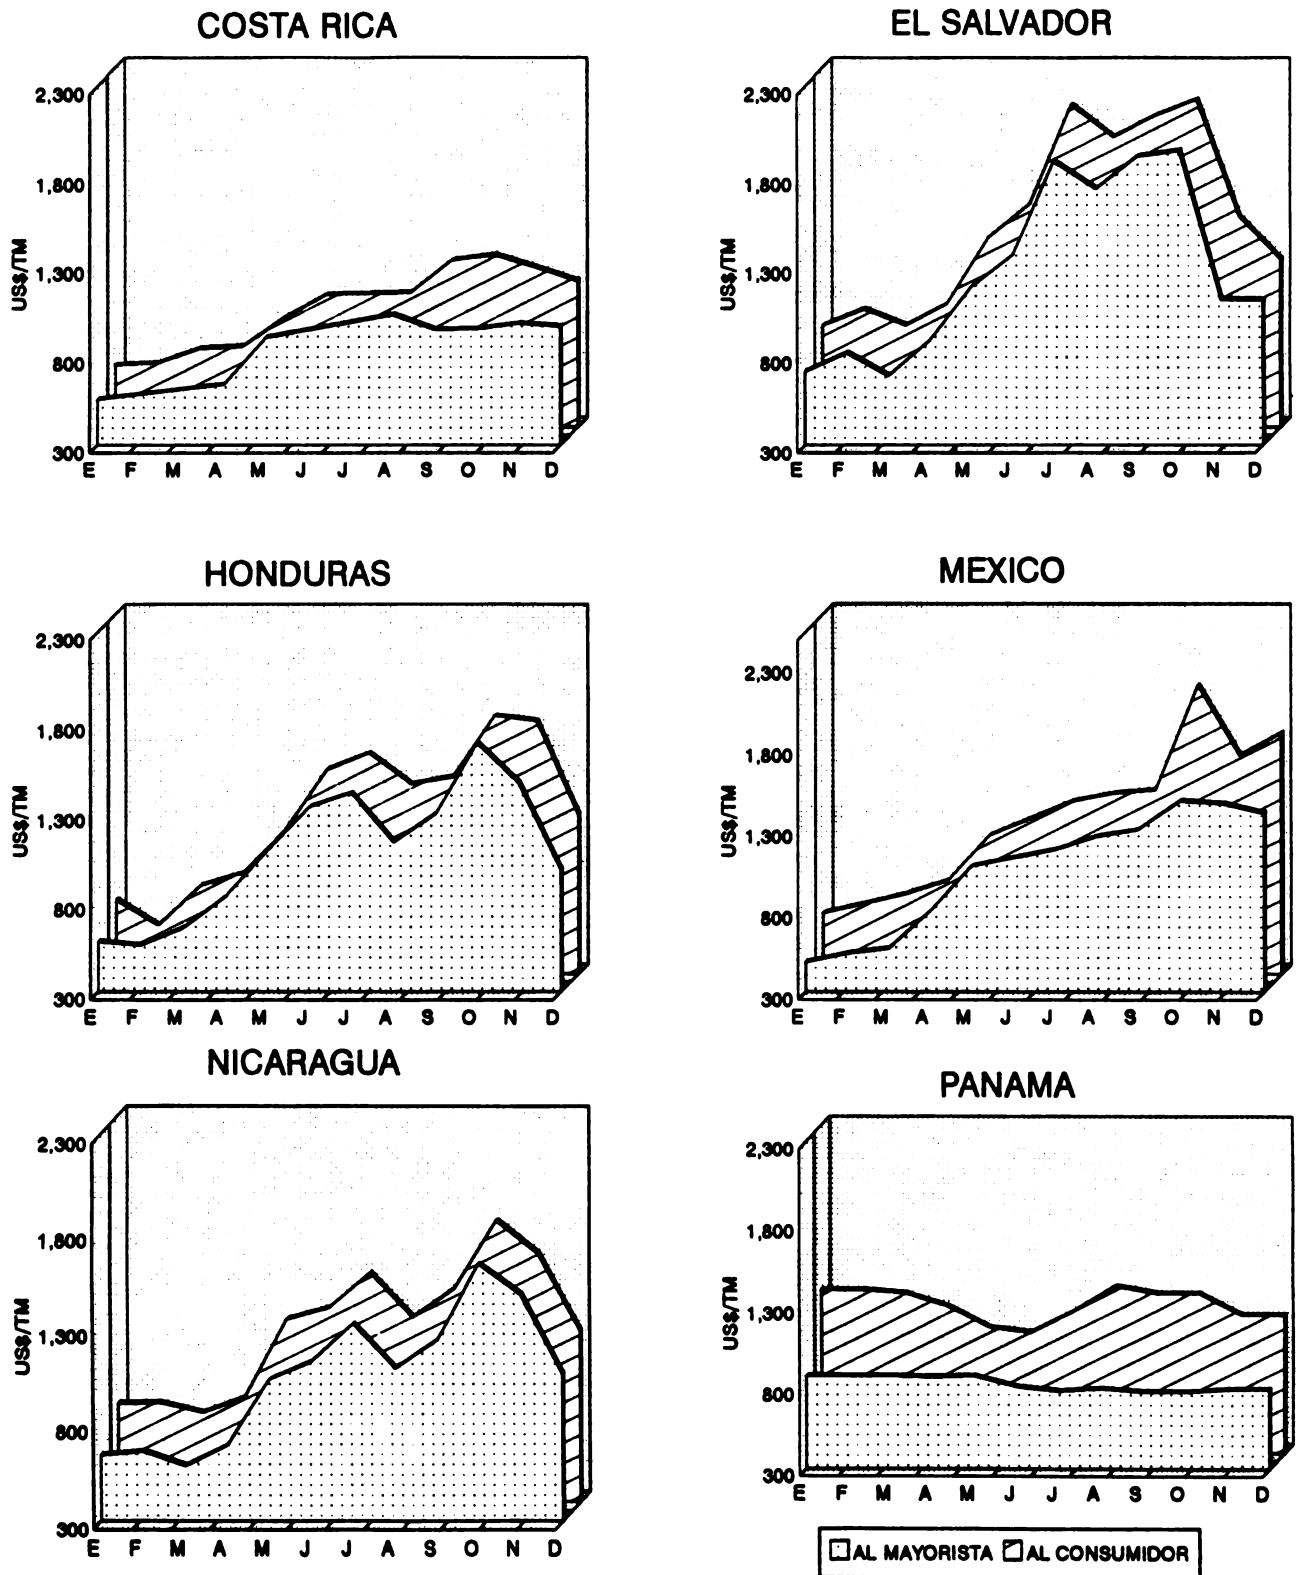 COSTA RICA
2,300
1,800
1,300
800
300
US$/TM
E F M A M J J A S O N D
EL SALVADOR
2,300
1,800
1,300
800
300
US$/TM
E F M A M J J A S O N D
HONDURAS
2,300
1,800
1,300
800
300
US$/TM
E F M A M J J A S O N D
MEXICO
2,300
1,800
1,300
800
300
US$/TM
E F M A M J J A S O N D
NICARAGUA
2,300
1,800
1,300
800
300
US$/TM
E F M A M J J A S O N D
PANAMA
2,300
1,800
1,300
800
300
US$/TM
E F M A M J J A S O N D
AL MAYORISTA AL CONSUMIDOR